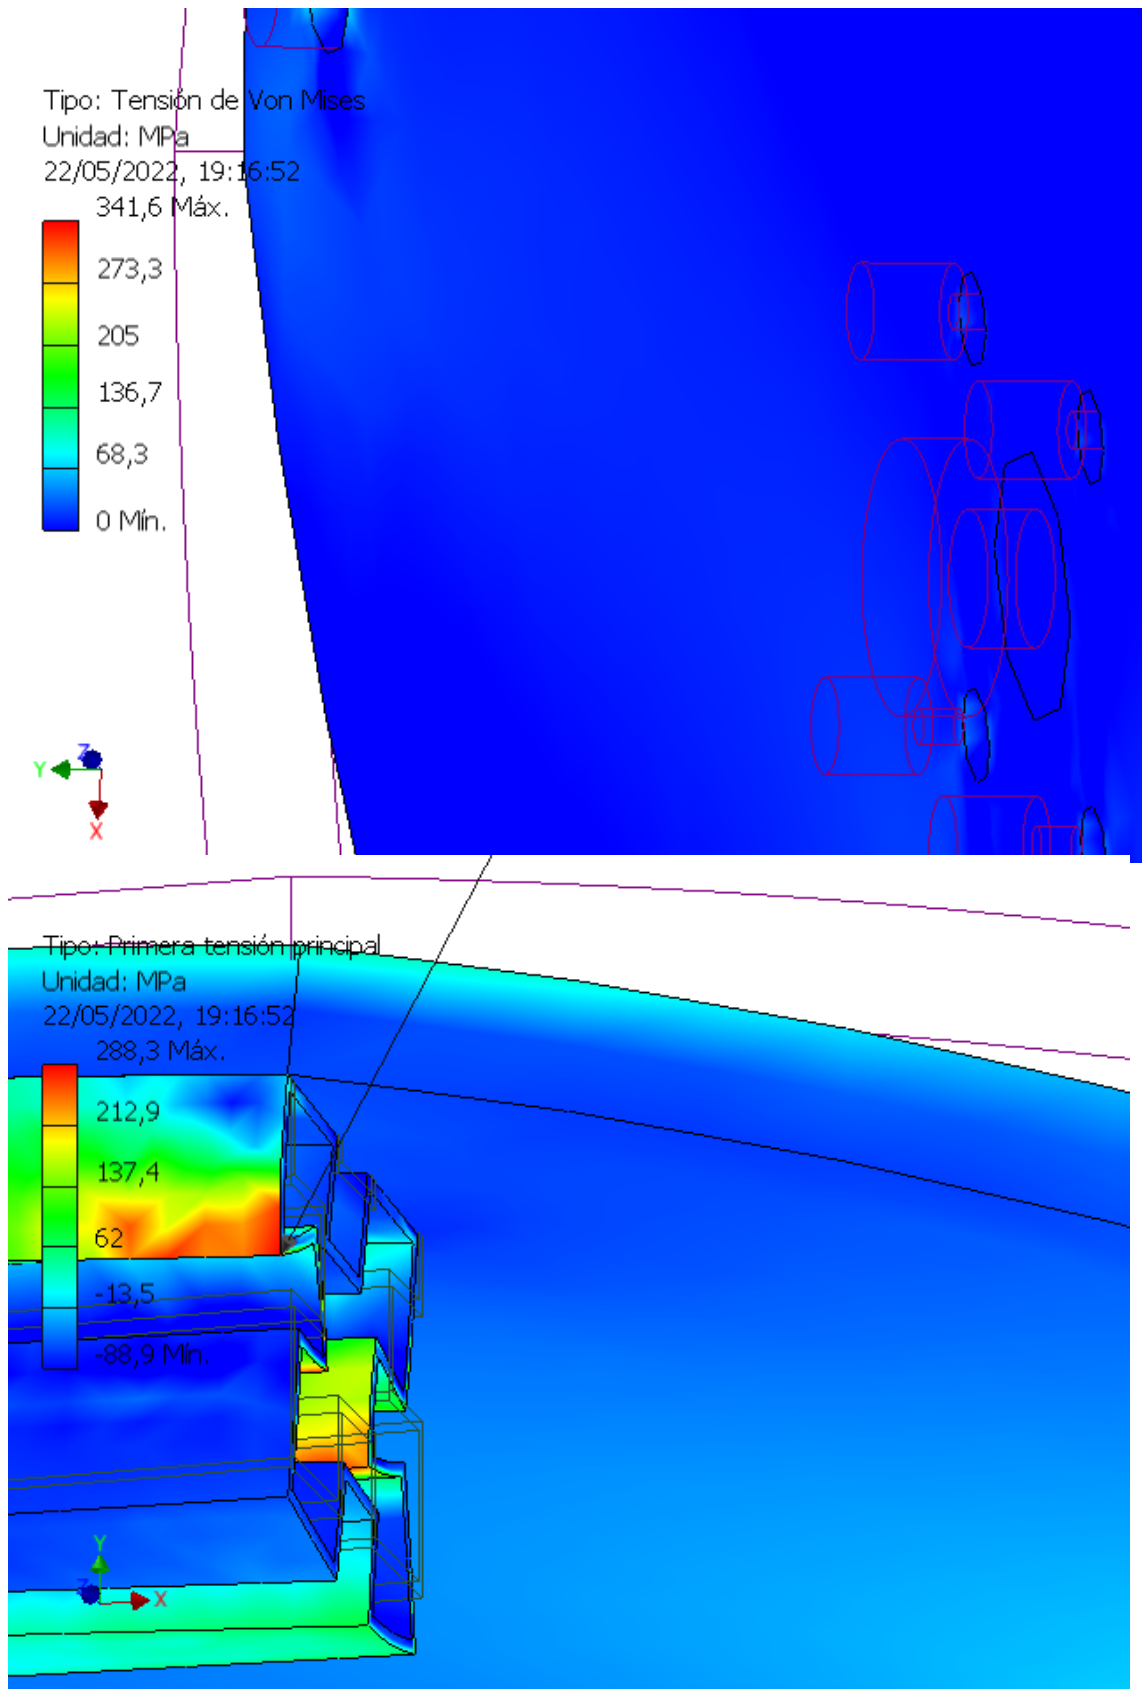 Tipo: Tensión de Von Mises
Unidad: MPa
22/05/2022, 19:16:52
341,6 Máx.
273,3
205
136,7
68,3
0 Mín.
Z
Y
X
Tipo: Primera tensión principal
Unidad: MPa
22/05/2022, 19:16:52
288,3 Máx.
212,9
137,4
62
-13,5
-88,9 Mín.
Y
Z
X